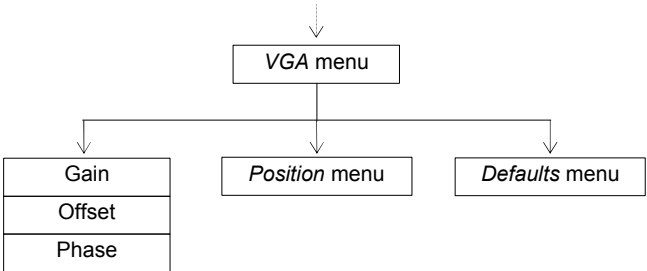 VGA menu
Gain
Offset
Phase
Position menu
Defaults menu